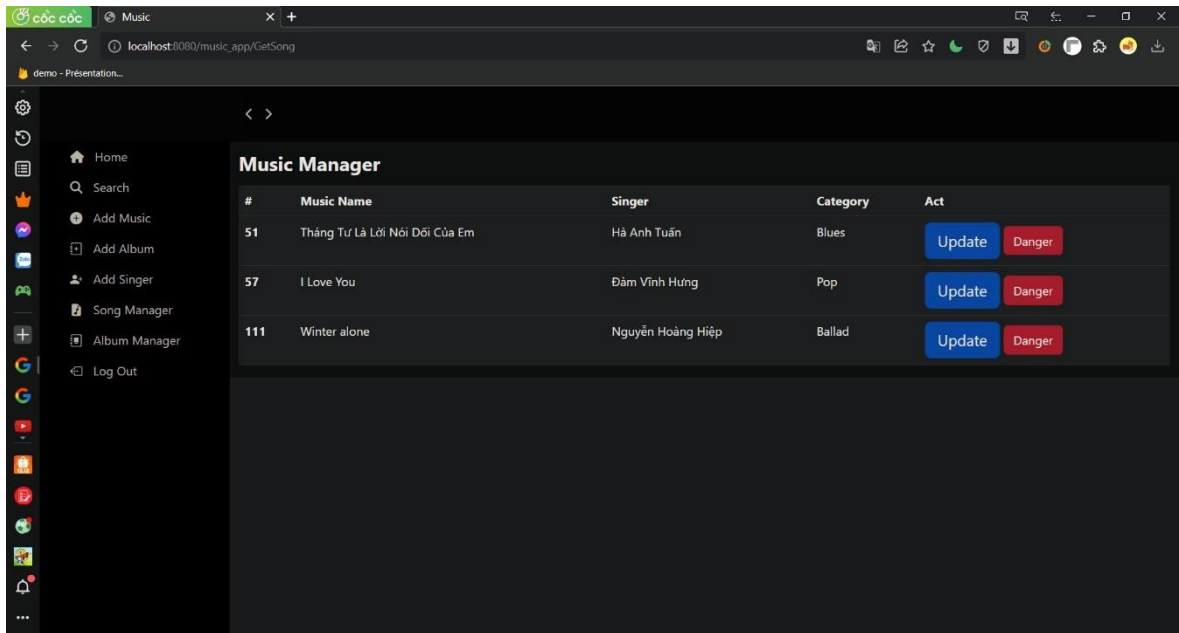 cốc cốc Music
localhost:8080/music_app/GetSong
demo - Présentation...
Home
Search
Add Music
Add Album
Add Singer
Song Manager
Album Manager
Log Out
Music Manager
# Music Name Singer Category Act
51 Tháng Tư Là Lời Nói Dối Của Em Hà Anh Tuấn Blues Update Danger
57 I Love You Đàm Vĩnh Hưng Pop Update Danger
111 Winter alone Nguyễn Hoàng Hiệp Ballad Update Danger
Zalo